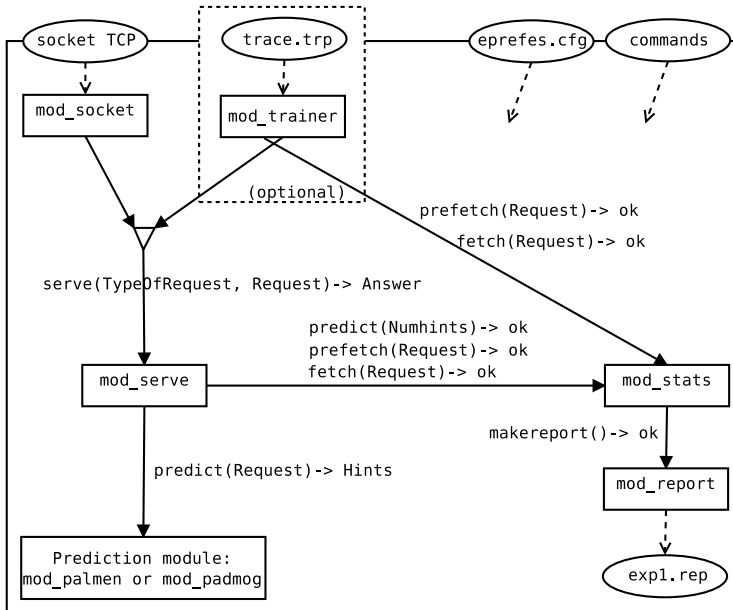 socket TCP
trace.trp
eprefes.cfg
commands
mod_socket
mod_trainer
(optional)
prefetch(Request)-> ok
fetch(Request)-> ok
serve(TypeOfRequest, Request)-> Answer
predict(Numhints)-> ok
prefetch(Request)-> ok
fetch(Request)-> ok
mod_serve
mod_stats
makereport()-> ok
predict(Request)-> Hints
mod_report
Prediction module:
mod_palmen or mod_padmog
exp1.rep